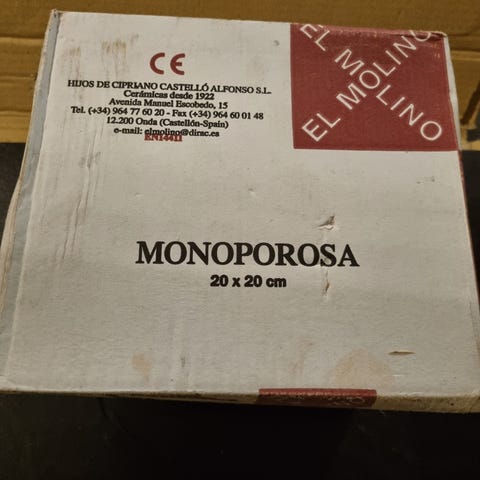 CE
HIJOS DE CIPRIANO CASTELLÓ ALFONSO S.L.
Cerámicas desde 1922
Avenida Manuel Escobedo, 15
Tel. (+34) 964 77 60 20 - Fax (+34) 964 60 01 48
12.200 Onda (Castellón-Spain)
e-mail: elmolino@dirac.es
EN14411
EL MOLINO
EL MOLINO
MONOPOROSA
20 x 20 cm